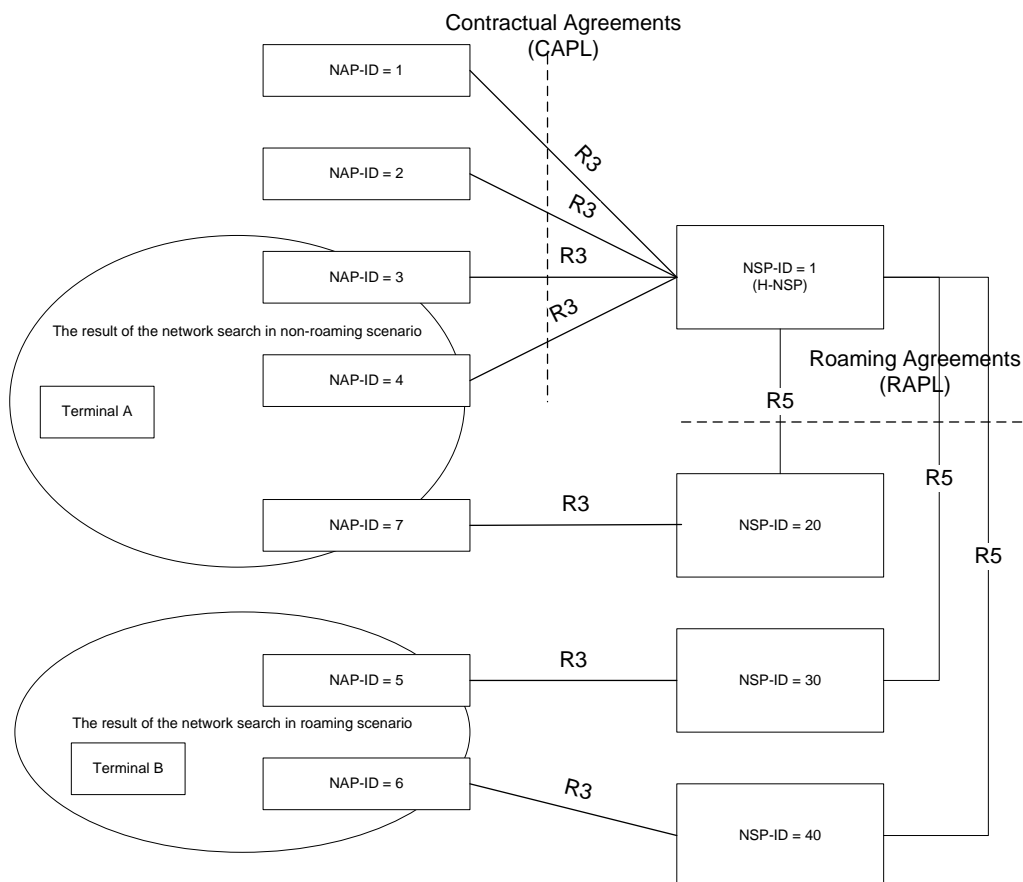 Contractual Agreements
(CAPL)
NAP-ID = 1
R3
NAP-ID = 2
R3
NAP-ID = 3
R3
NSP-ID = 1
(H-NSP)
The result of the network search in non-roaming scenario
R3
NAP-ID = 4
Roaming Agreements
(RAPL)
Terminal A
R5
R5
NAP-ID = 7
R3
NSP-ID = 20
R5
NAP-ID = 5
R3
NSP-ID = 30
The result of the network search in roaming scenario
Terminal B
NAP-ID = 6
R3
NSP-ID = 40